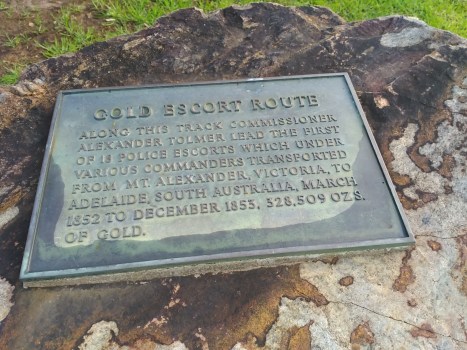 GOLD ESCORT ROUTE
ALONG THIS TRACK COMMISSIONER
ALEXANDER TOLMER LEAD THE FIRST
OF 18 POLICE ESCORTS WHICH UNDER
VARIOUS COMMANDERS TRANSPORTED
FROM MT. ALEXANDER, VICTORIA, TO
ADELAIDE, SOUTH AUSTRALIA, MARCH
1852 TO DECEMBER 1853, 328,509 OZS.
OF GOLD.